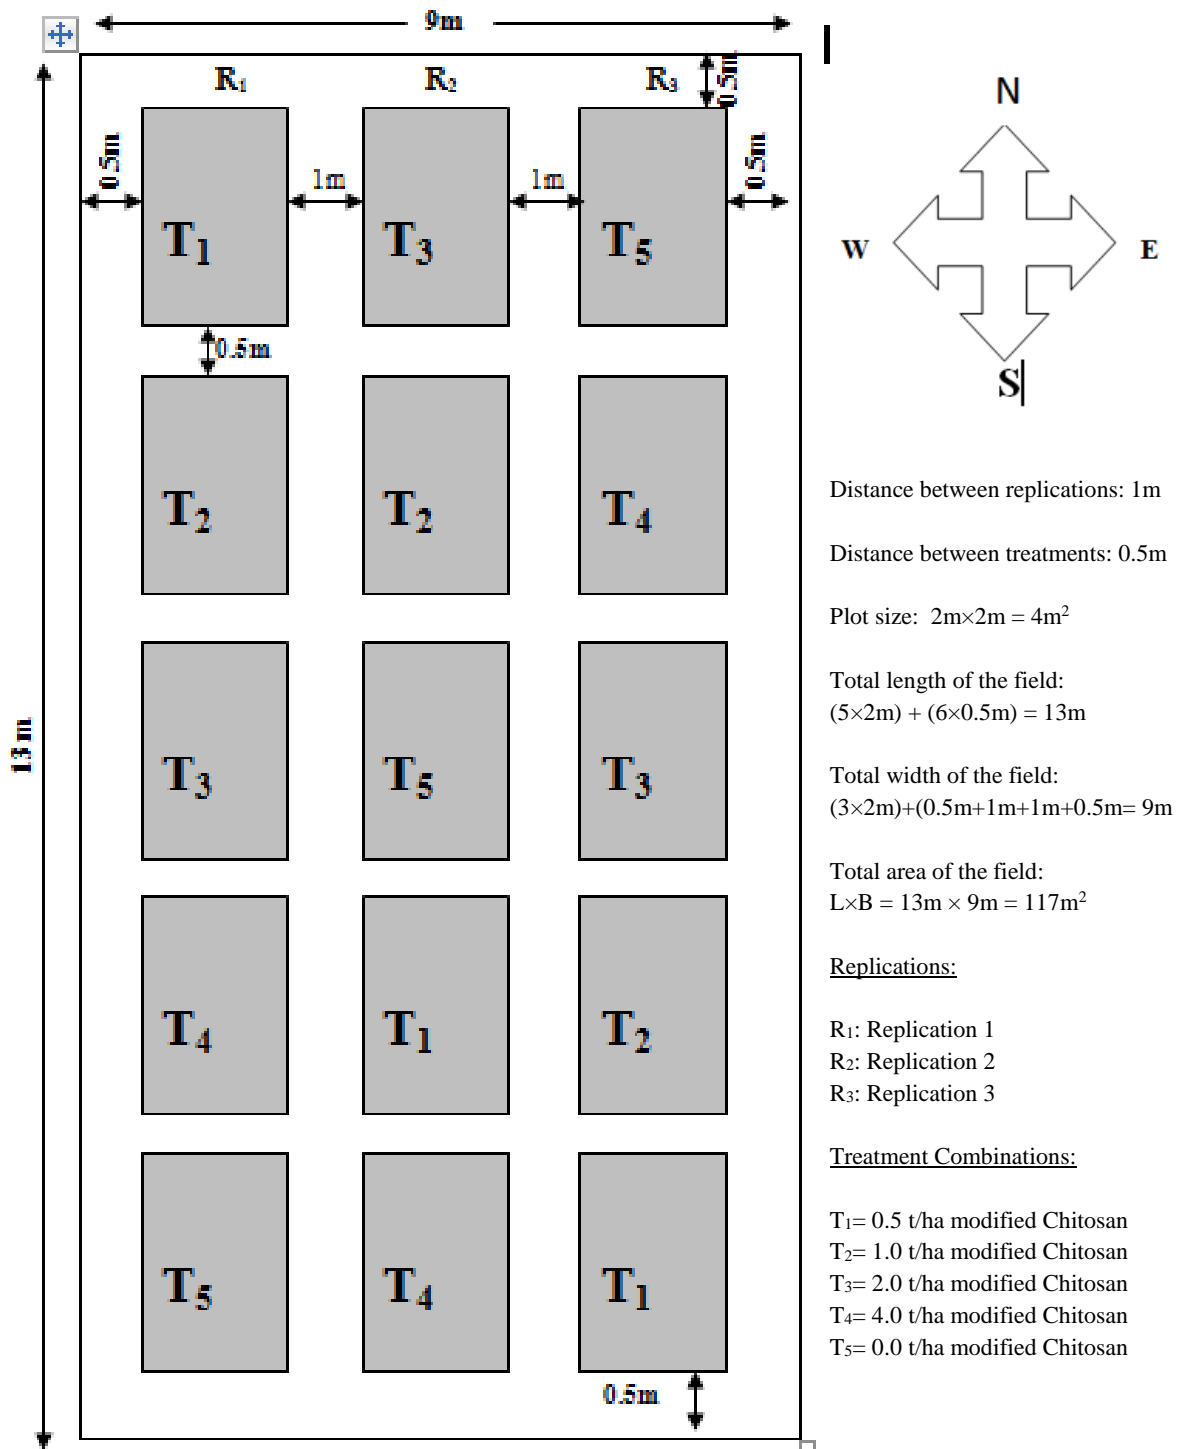 9m
R₁ R₂ R₃
0.5m
0.5m 1m 1m 0.5m
T₁ T₃ T₅
0.5m
T₂ T₂ T₄
13 m
T₃ T₅ T₃
T₄ T₁ T₂
T₅ T₄ T₁
0.5m
N
W E
S
Distance between replications: 1m
Distance between treatments: 0.5m
Plot size: 2m×2m = 4m²
Total length of the field:
(5×2m) + (6×0.5m) = 13m
Total width of the field:
(3×2m)+(0.5m+1m+1m+0.5m= 9m
Total area of the field:
L×B = 13m × 9m = 117m²
Replications:
R₁: Replication 1
R₂: Replication 2
R₃: Replication 3
Treatment Combinations:
T₁= 0.5 t/ha modified Chitosan
T₂= 1.0 t/ha modified Chitosan
T₃= 2.0 t/ha modified Chitosan
T₄= 4.0 t/ha modified Chitosan
T₅= 0.0 t/ha modified Chitosan